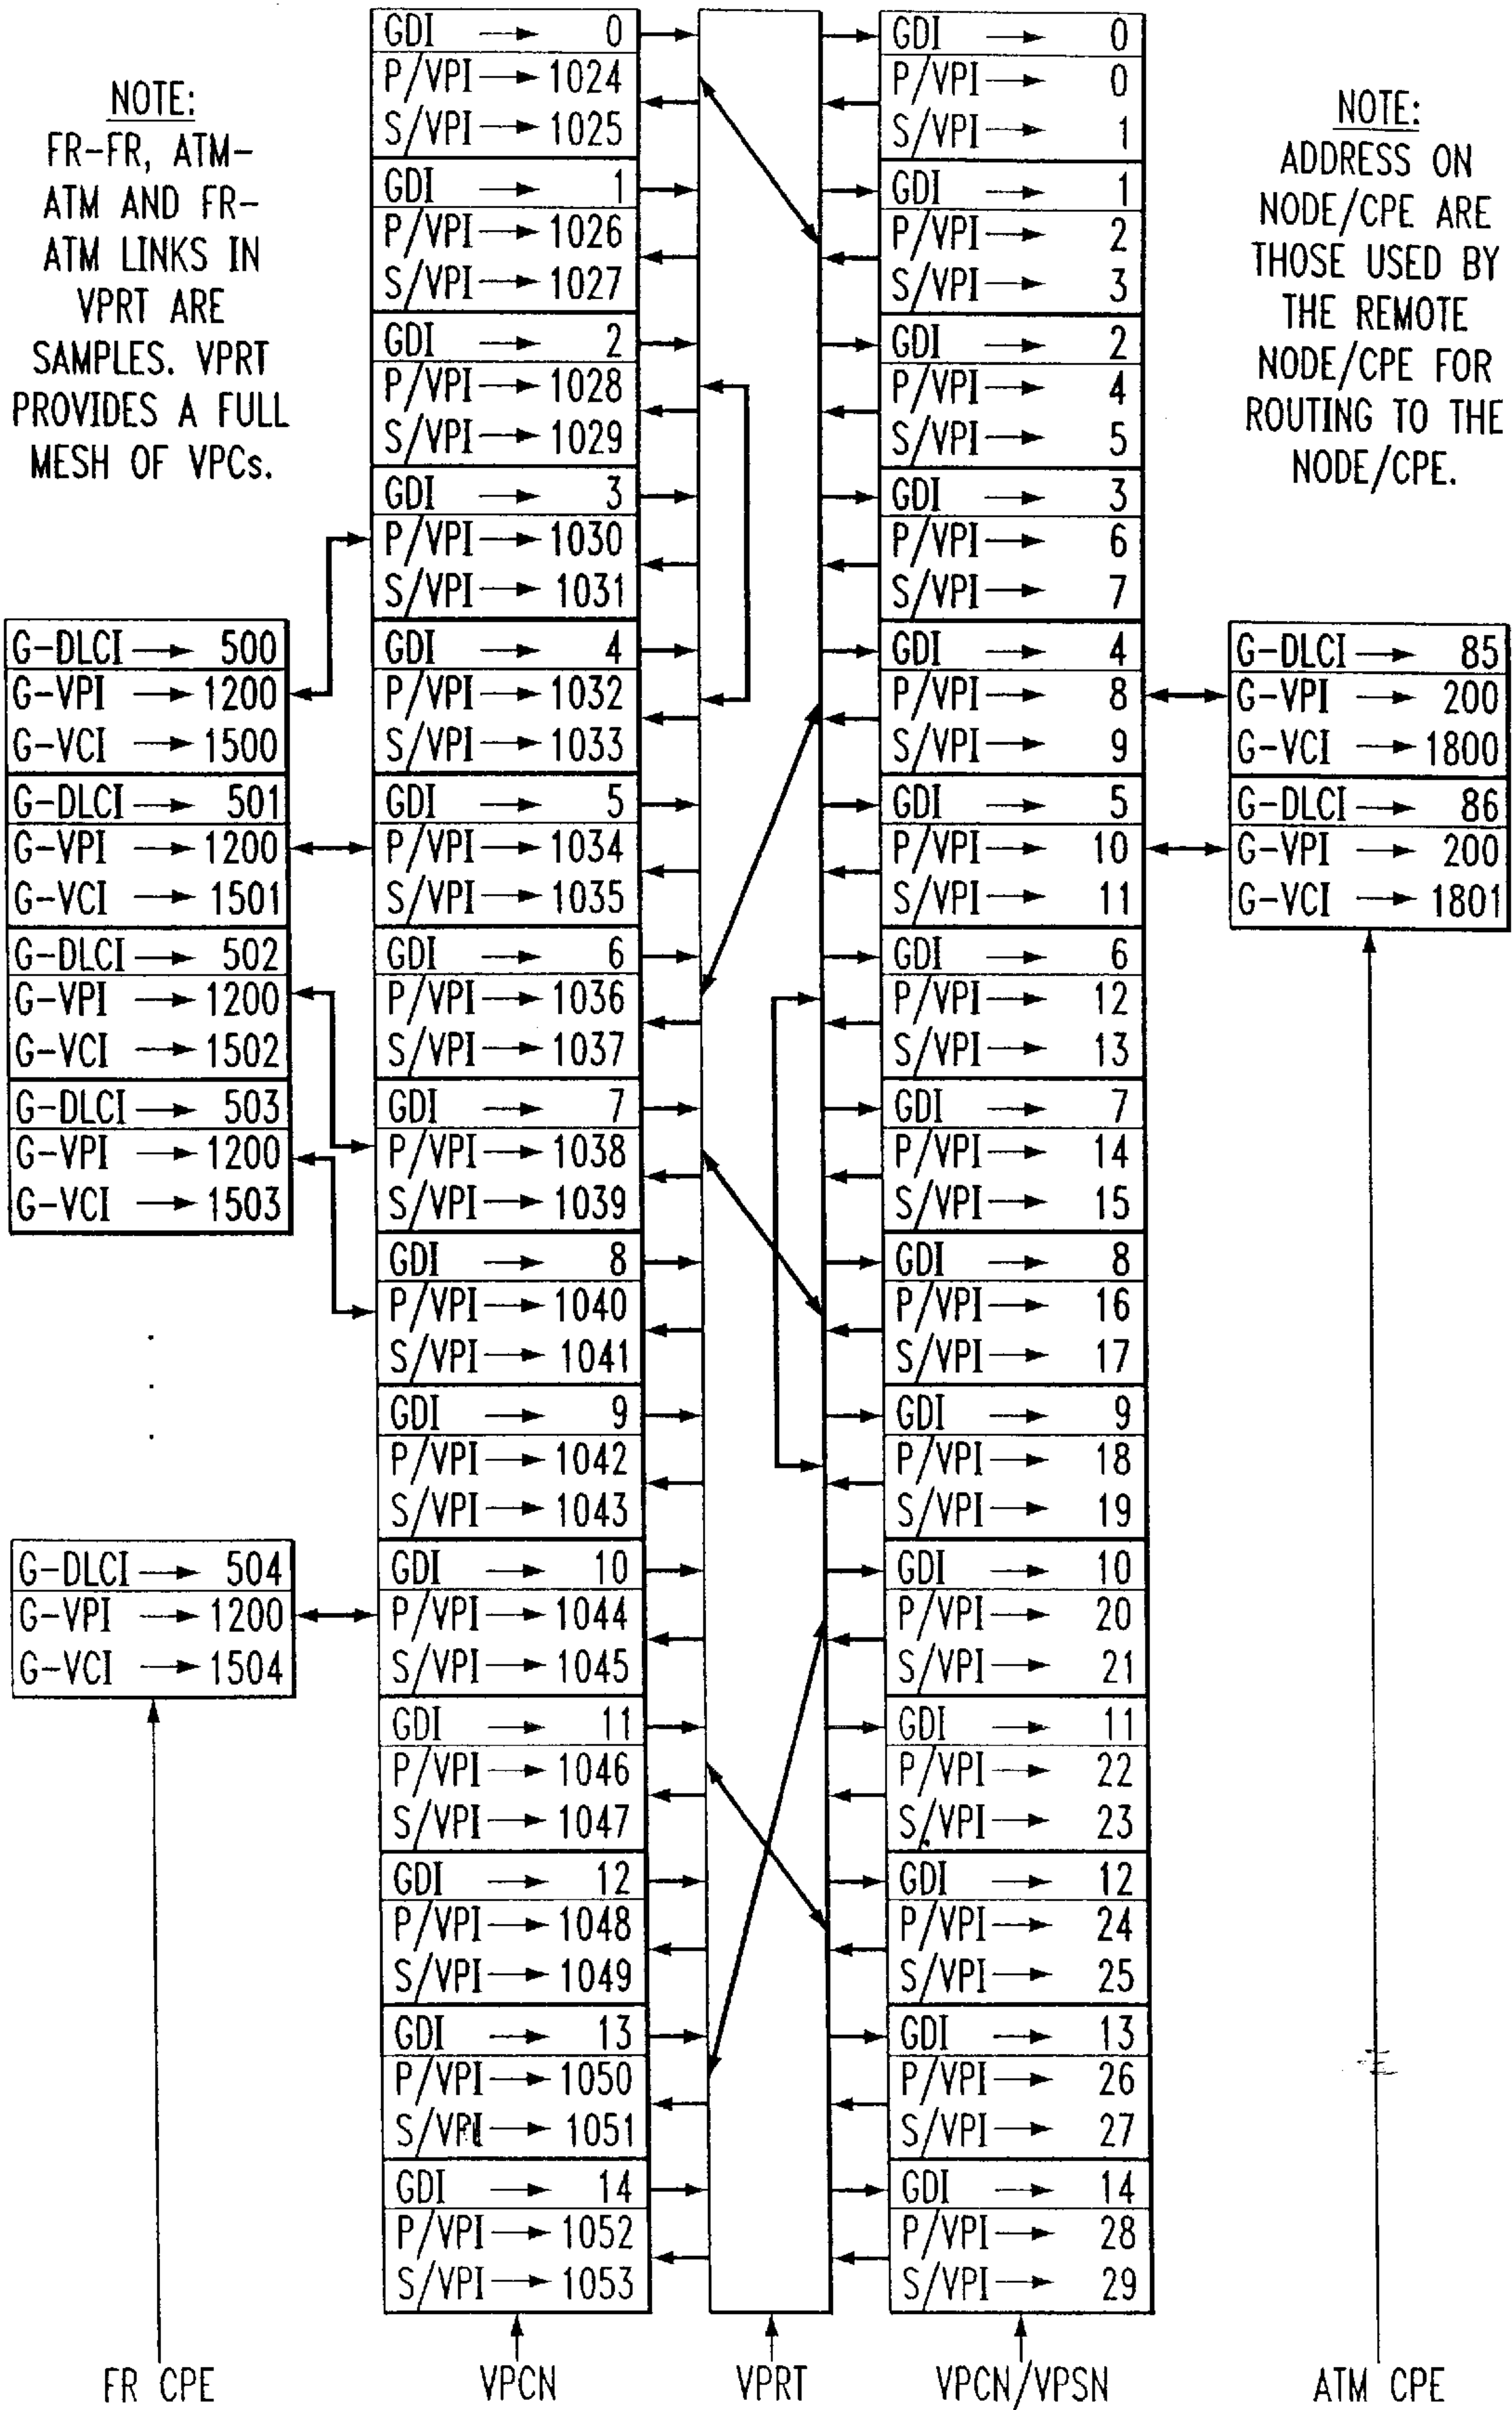 NOTE:
FR-FR, ATM-
ATM AND FR-
ATM LINKS IN
VPRT ARE
SAMPLES. VPRT
PROVIDES A FULL
MESH OF VPCs.
G-DLCI → 500
G-VPI → 1200
G-VCI → 1500
G-DLCI → 501
G-VPI → 1200
G-VCI → 1501
G-DLCI → 502
G-VPI → 1200
G-VCI → 1502
G-DLCI → 503
G-VPI → 1200
G-VCI → 1503
G-DLCI → 504
G-VPI → 1200
G-VCI → 1504
FR CPE
GDI → 0
P/VPI → 1024
S/VPI → 1025
GDI → 1
P/VPI → 1026
S/VPI → 1027
GDI → 2
P/VPI → 1028
S/VPI → 1029
GDI → 3
P/VPI → 1030
S/VPI → 1031
GDI → 4
P/VPI → 1032
S/VPI → 1033
GDI → 5
P/VPI → 1034
S/VPI → 1035
GDI → 6
P/VPI → 1036
S/VPI → 1037
GDI → 7
P/VPI → 1038
S/VPI → 1039
GDI → 8
P/VPI → 1040
S/VPI → 1041
GDI → 9
P/VPI → 1042
S/VPI → 1043
GDI → 10
P/VPI → 1044
S/VPI → 1045
GDI → 11
P/VPI → 1046
S/VPI → 1047
GDI → 12
P/VPI → 1048
S/VPI → 1049
GDI → 13
P/VPI → 1050
S/VPI → 1051
GDI → 14
P/VPI → 1052
S/VPI → 1053
VPCN
VPRT
GDI → 0
P/VPI → 0
S/VPI → 1
GDI → 1
P/VPI → 2
S/VPI → 3
GDI → 2
P/VPI → 4
S/VPI → 5
GDI → 3
P/VPI → 6
S/VPI → 7
GDI → 4
P/VPI → 8
S/VPI → 9
GDI → 5
P/VPI → 10
S/VPI → 11
GDI → 6
P/VPI → 12
S/VPI → 13
GDI → 7
P/VPI → 14
S/VPI → 15
GDI → 8
P/VPI → 16
S/VPI → 17
GDI → 9
P/VPI → 18
S/VPI → 19
GDI → 10
P/VPI → 20
S/VPI → 21
GDI → 11
P/VPI → 22
S/VPI → 23
GDI → 12
P/VPI → 24
S/VPI → 25
GDI → 13
P/VPI → 26
S/VPI → 27
GDI → 14
P/VPI → 28
S/VPI → 29
VPCN/VPSN
NOTE:
ADDRESS ON
NODE/CPE ARE
THOSE USED BY
THE REMOTE
NODE/CPE FOR
ROUTING TO THE
NODE/CPE.
G-DLCI → 85
G-VPI → 200
G-VCI → 1800
G-DLCI → 86
G-VPI → 200
G-VCI → 1801
ATM CPE